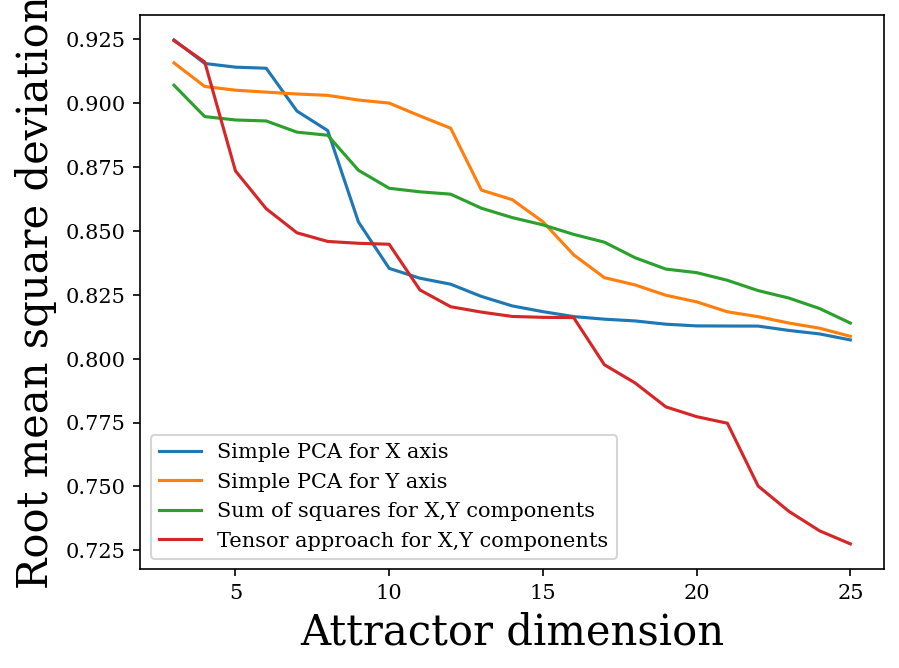 Root mean square deviation
0.925
0.900
0.875
0.850
0.825
0.800
0.775
0.750
0.725
Simple PCA for X axis
Simple PCA for Y axis
Sum of squares for X,Y components
Tensor approach for X,Y components
5
10
15
20
25
Attractor dimension